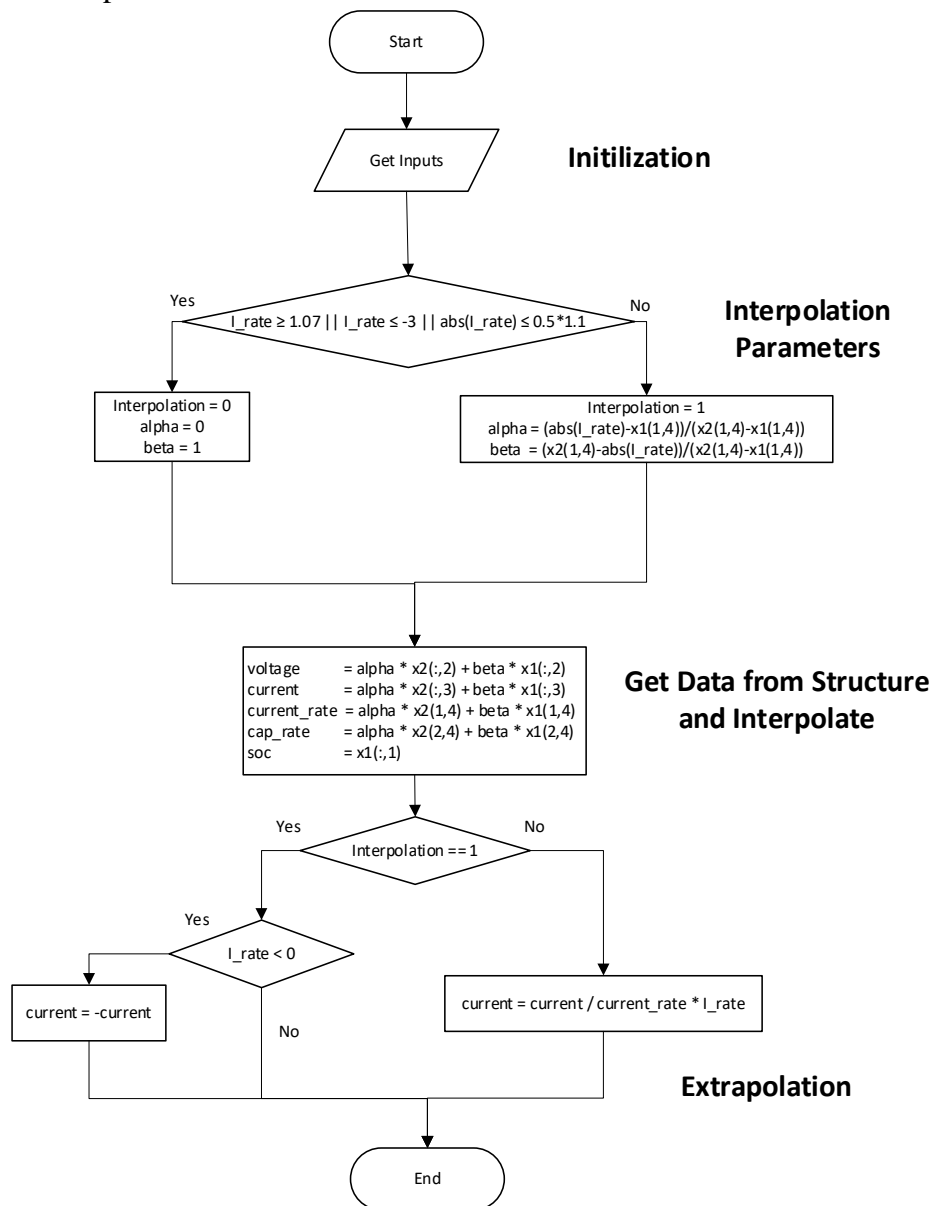 Start
Get Inputs
Initilization
Yes
I_rate ≥ 1.07 || I_rate ≤ -3 || abs(I_rate) ≤ 0.5*1.1
No
Interpolation
Parameters
Interpolation = 0
alpha = 0
beta = 1
Interpolation = 1
alpha = (abs(I_rate)-x1(1,4))/(x2(1,4)-x1(1,4))
beta = (x2(1,4)-abs(I_rate))/(x2(1,4)-x1(1,4))
voltage = alpha * x2(:,2) + beta * x1(:,2)
current = alpha * x2(:,3) + beta * x1(:,3)
current_rate = alpha * x2(1,4) + beta * x1(1,4)
cap_rate = alpha * x2(2,4) + beta * x1(2,4)
soc = x1(:,1)
Get Data from Structure
and Interpolate
Yes
Interpolation == 1
No
Yes
I_rate < 0
current = -current
No
current = current / current_rate * I_rate
Extrapolation
End